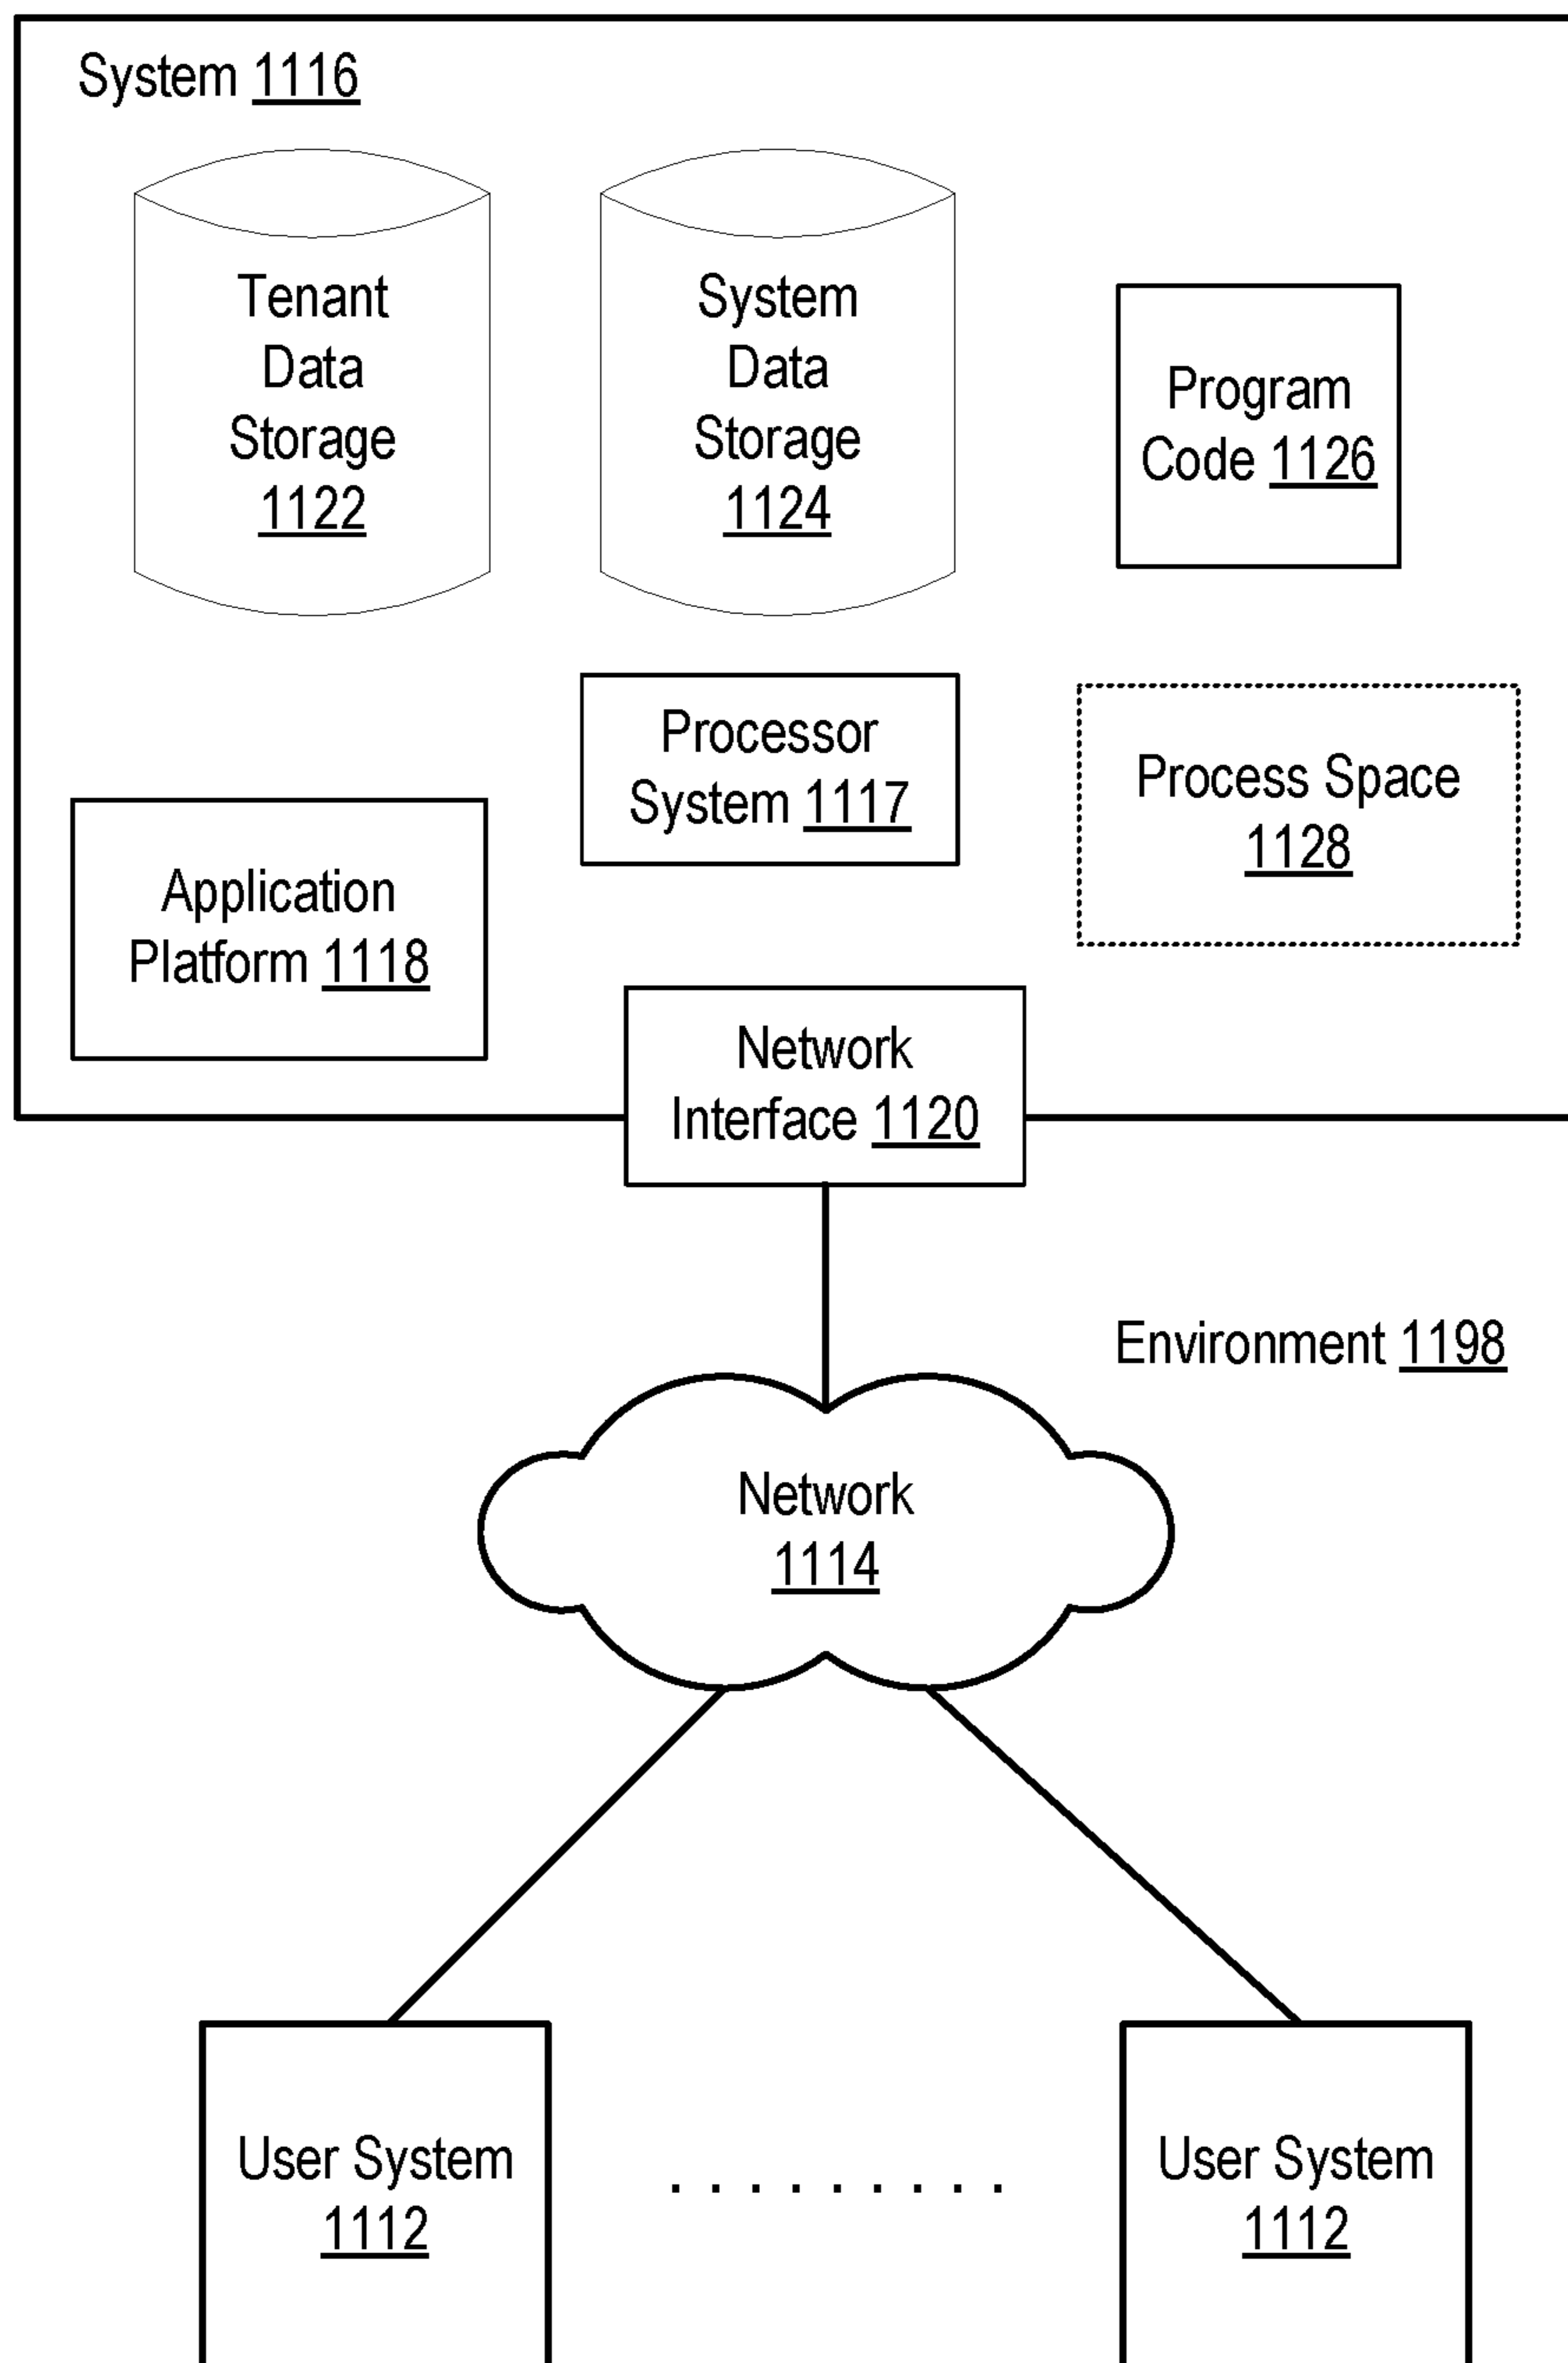 System 1116
Tenant
Data
Storage
1122
System
Data
Storage
1124
Program
Code 1126
Processor
System 1117
Process Space
1128
Application
Platform 1118
Network
Interface 1120
Environment 1198
Network
1114
User System
1112
. . . . . . . . .
User System
1112